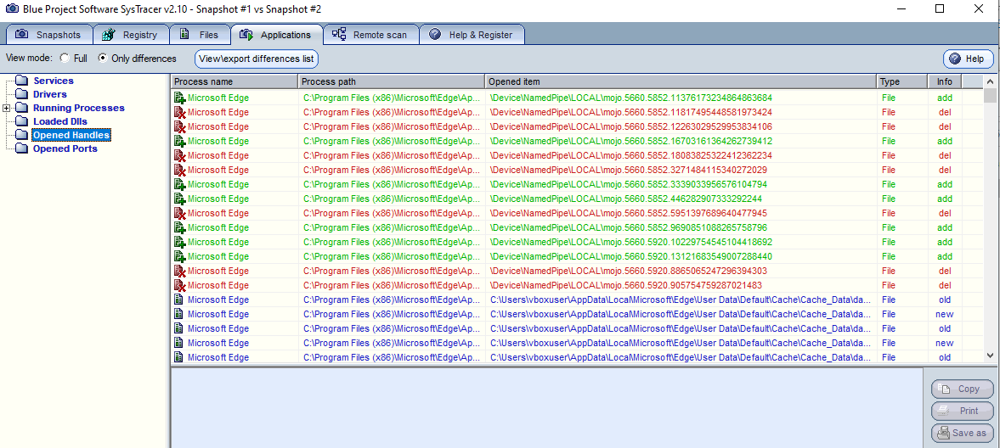 Blue Project Software SysTracer v2.10 - Snapshot #1 vs Snapshot #2
Snapshots Registry Files Applications Remote scan Help & Register
View mode: Full Only differences View\export differences list Help
Services
Drivers
Running Processes
Loaded Dlls
Opened Handles
Opened Ports
Process name Process path Opened item Type Info
Microsoft Edge C:\Program Files (x86)\Microsoft\Edge\Ap... \Device\NamedPipe\LOCAL\mojo.5660.5852.11376173234864863684 File add
Microsoft Edge C:\Program Files (x86)\Microsoft\Edge\Ap... \Device\NamedPipe\LOCAL\mojo.5660.5852.11817495448581973424 File del
Microsoft Edge C:\Program Files (x86)\Microsoft\Edge\Ap... \Device\NamedPipe\LOCAL\mojo.5660.5852.12263029529953834106 File del
Microsoft Edge C:\Program Files (x86)\Microsoft\Edge\Ap... \Device\NamedPipe\LOCAL\mojo.5660.5852.16703161364262739412 File add
Microsoft Edge C:\Program Files (x86)\Microsoft\Edge\Ap... \Device\NamedPipe\LOCAL\mojo.5660.5852.18083825322412362234 File del
Microsoft Edge C:\Program Files (x86)\Microsoft\Edge\Ap... \Device\NamedPipe\LOCAL\mojo.5660.5852.3271484115340272029 File del
Microsoft Edge C:\Program Files (x86)\Microsoft\Edge\Ap... \Device\NamedPipe\LOCAL\mojo.5660.5852.3339033956576104794 File add
Microsoft Edge C:\Program Files (x86)\Microsoft\Edge\Ap... \Device\NamedPipe\LOCAL\mojo.5660.5852.446282907333292244 File add
Microsoft Edge C:\Program Files (x86)\Microsoft\Edge\Ap... \Device\NamedPipe\LOCAL\mojo.5660.5852.5951397689640477945 File del
Microsoft Edge C:\Program Files (x86)\Microsoft\Edge\Ap... \Device\NamedPipe\LOCAL\mojo.5660.5852.9690851088265758796 File add
Microsoft Edge C:\Program Files (x86)\Microsoft\Edge\Ap... \Device\NamedPipe\LOCAL\mojo.5660.5920.10229754545104418692 File add
Microsoft Edge C:\Program Files (x86)\Microsoft\Edge\Ap... \Device\NamedPipe\LOCAL\mojo.5660.5920.13121683549007288440 File add
Microsoft Edge C:\Program Files (x86)\Microsoft\Edge\Ap... \Device\NamedPipe\LOCAL\mojo.5660.5920.8865065247296394303 File del
Microsoft Edge C:\Program Files (x86)\Microsoft\Edge\Ap... \Device\NamedPipe\LOCAL\mojo.5660.5920.905754759287021483 File del
Microsoft Edge C:\Program Files (x86)\Microsoft\Edge\Ap... C:\Users\vboxuser\AppData\Local\Microsoft\Edge\User Data\Default\Cache\Cache_Data\da... File old
Microsoft Edge C:\Program Files (x86)\Microsoft\Edge\Ap... C:\Users\vboxuser\AppData\Local\Microsoft\Edge\User Data\Default\Cache\Cache_Data\da... File new
Microsoft Edge C:\Program Files (x86)\Microsoft\Edge\Ap... C:\Users\vboxuser\AppData\Local\Microsoft\Edge\User Data\Default\Cache\Cache_Data\da... File old
Microsoft Edge C:\Program Files (x86)\Microsoft\Edge\Ap... C:\Users\vboxuser\AppData\Local\Microsoft\Edge\User Data\Default\Cache\Cache_Data\da... File new
Microsoft Edge C:\Program Files (x86)\Microsoft\Edge\Ap... C:\Users\vboxuser\AppData\Local\Microsoft\Edge\User Data\Default\Cache\Cache_Data\da... File old
Copy
Print
Save as